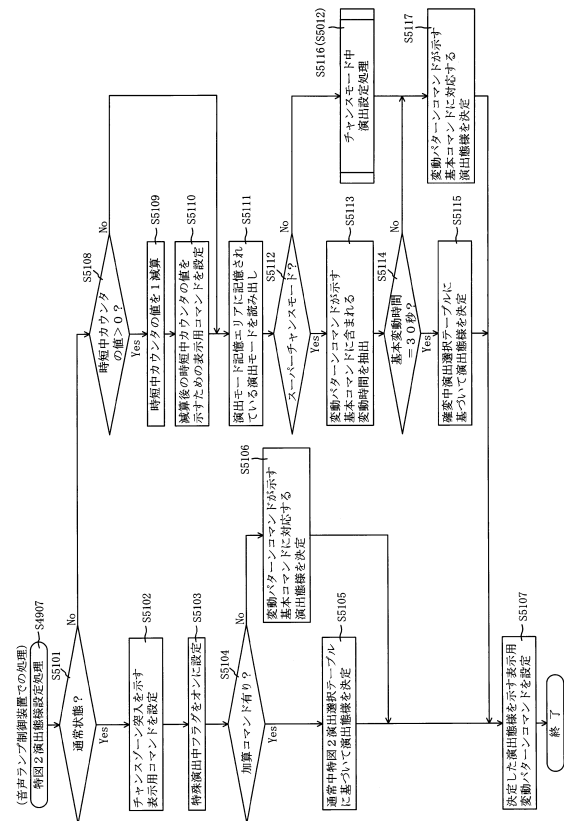 (音声ランプ制御装置での処理)
特図2演出態様設定処理
S4907
通常状態?
S5101
Yes
No
チャンスゾーン突入を示す
表示用コマンドを設定
S5102
特殊演出中フラグをオンに設定
S5103
加算コマンド有り?
S5104
Yes
No
通常中特図2演出選択テーブル
に基づいて演出態様を決定
S5105
変動パターンコマンドが示す
基本コマンドに対応する
演出態様を決定
S5106
決定した演出態様を示す表示用
変動パターンコマンドを設定
S5107
終了
時短中カウンタ
の値>0?
S5108
Yes
No
時短中カウンタの値を1減算
S5109
減算後の時短中カウンタの値を
示すための表示用コマンドを設定
S5110
演出モード記憶エリアに記憶され
ている演出モードを読み出し
S5111
スーパーチャンスモード?
S5112
Yes
No
変動パターンコマンドが示す
基本コマンドに含まれる
変動時間を抽出
S5113
基本変動時間
=30秒?
S5114
Yes
No
確変中演出選択テーブルに
基づいて演出態様を決定
S5115
チャンスモード中
演出設定処理
S5116(S5012)
変動パターンコマンドが示す
基本コマンドに対応する
演出態様を決定
S5117